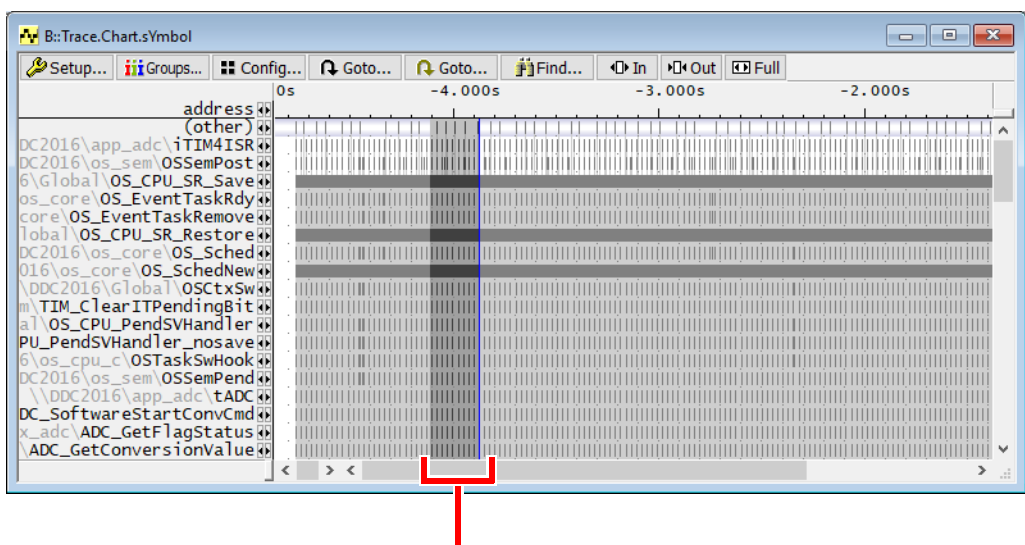 B::Trace.Chart.sYmbol
Setup... Groups... Config... Goto... Goto... Find... In Out Full
0s -4.000s -3.000s -2.000s
address
(other)
DC2016\app_adc\iTIM4ISR
DC2016\os_sem\OSSemPost
6\Global\OS_CPU_SR_Save
os_core\OS_EventTaskRdy
core\OS_EventTaskRemove
lobal\OS_CPU_SR_Restore
DC2016\os_core\OS_Sched
016\os_core\OS_SchedNew
\DDC2016\Global\OSCtxSw
m\TIM_ClearITPendingBit
al\OS_CPU_PendSVHandler
PU_PendSVHandler_nosave
6\os_cpu_c\OSTaskSwHook
DC2016\os_sem\OSSemPend
\\DDC2016\app_adc\tADC
DC_SoftwareStartConvCmd
x_adc\ADC_GetFlagStatus
\ADC_GetConversionValue